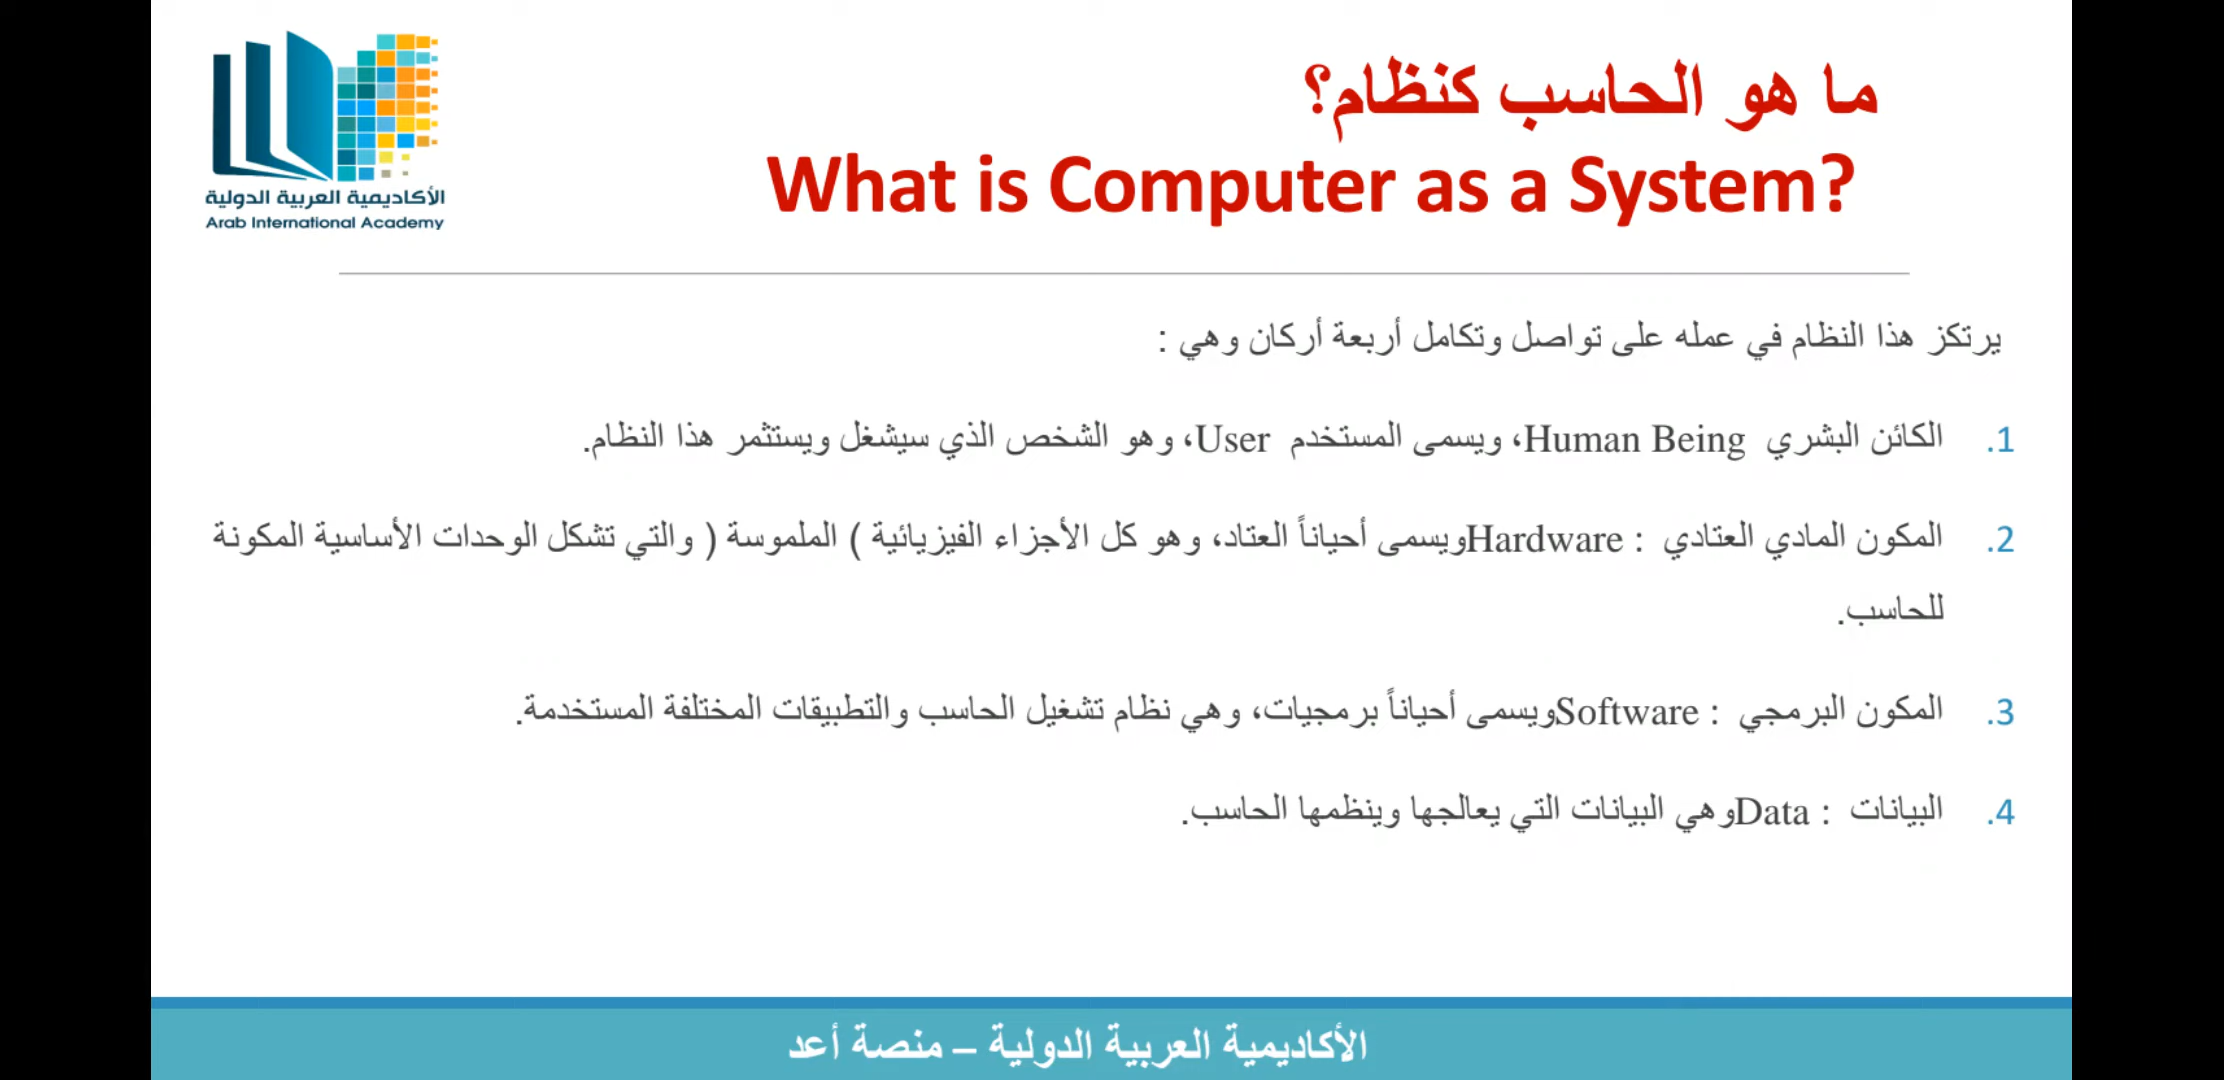 الأكاديمية العربية الدولية
Arab International Academy
ما هو الحاسب كنظام؟
What is Computer as a System?
يرتكز هذا النظام في عمله على تواصل وتكامل أربعة أركان وهي :
1. الكائن البشري Human Being، ويسمى المستخدم User، وهو الشخص الذي سيشغل ويستثمر هذا النظام.
2. المكون المادي العتادي : Hardwareويسمى أحياناً العتاد، وهو كل الأجزاء الفيزيائية ( الملموسة ) والتي تشكل الوحدات الأساسية المكونة
للحاسب.
3. المكون البرمجي : Softwareويسمى أحياناً برمجيات، وهي نظام تشغيل الحاسب والتطبيقات المختلفة المستخدمة.
4. البيانات : Dataوهي البيانات التي يعالجها وينظمها الحاسب.
الأكاديمية العربية الدولية – منصة أعد